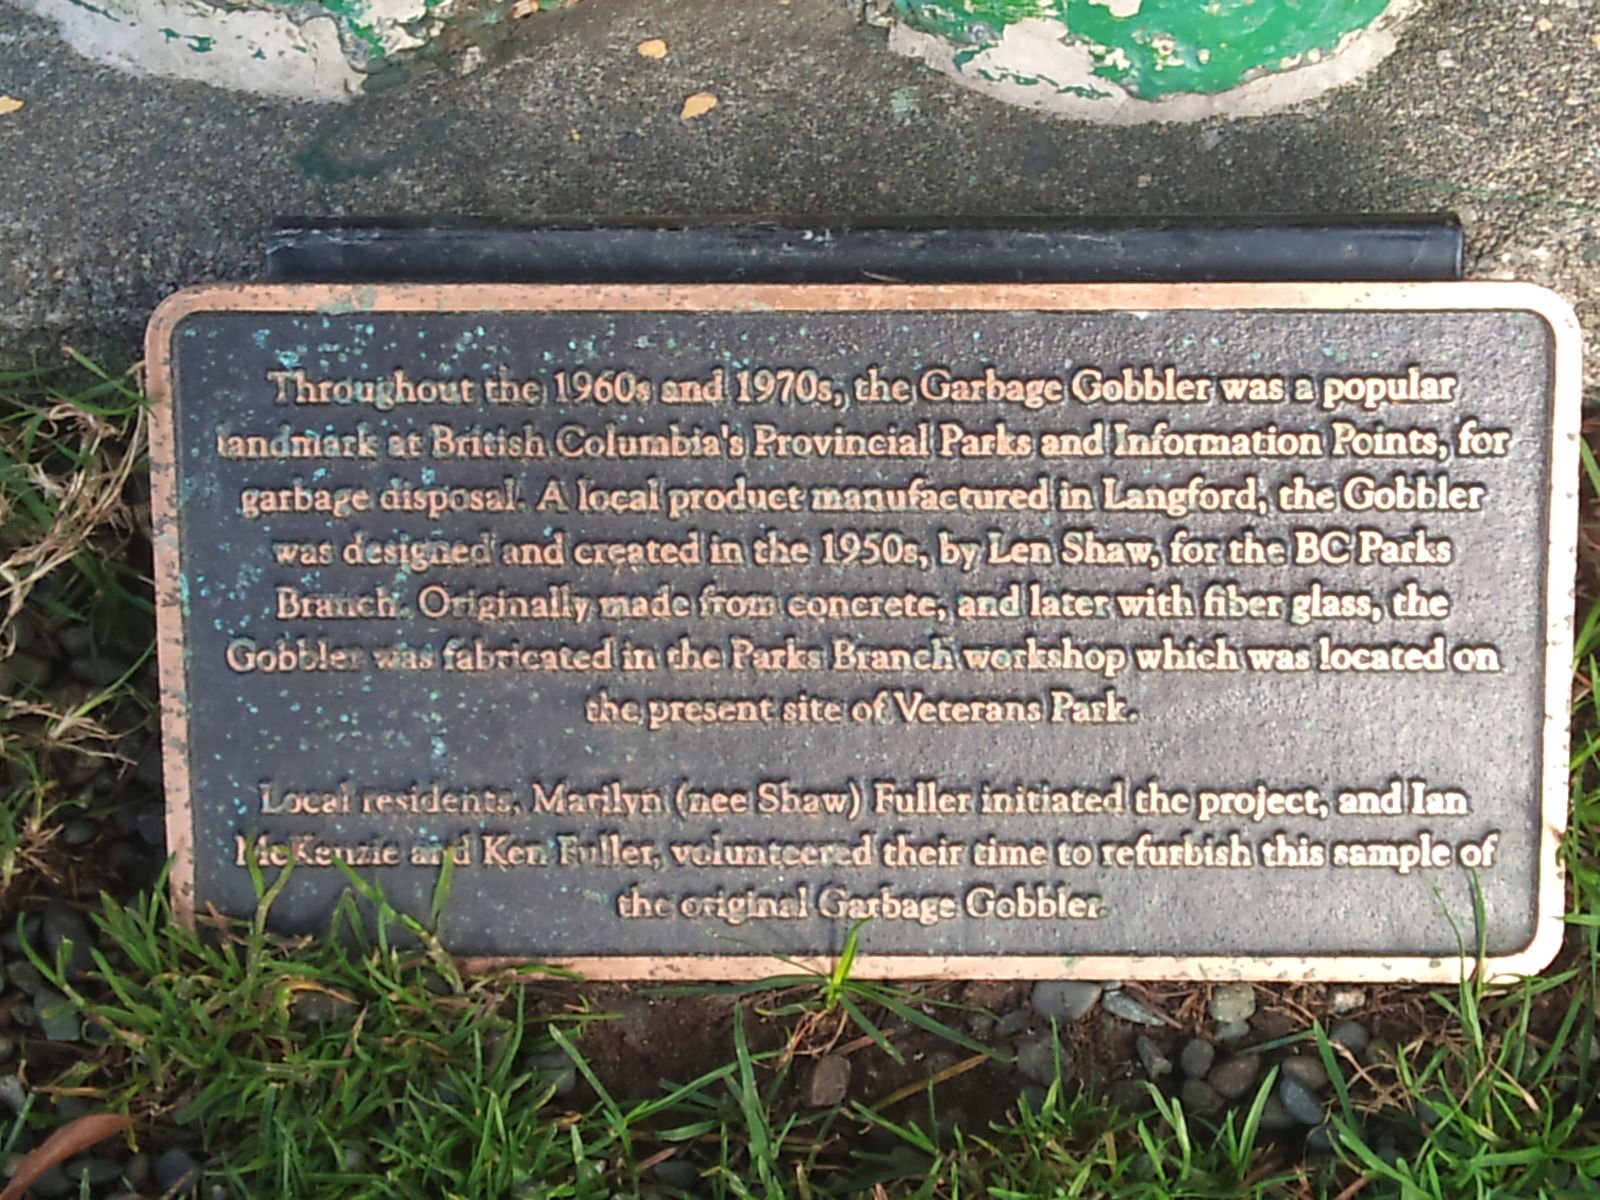 Throughout the 1960s and 1970s, the Garbage Gobbler was a popular
landmark at British Columbia's Provincial Parks and Information Points, for
garbage disposal. A local product manufactured in Langford, the Gobbler
was designed and created in the 1950s, by Len Shaw, for the BC Parks
Branch. Originally made from concrete, and later with fiber glass, the
Gobbler was fabricated in the Parks Branch workshop which was located on
the present site of Veterans Park.
Local residents, Marilyn (nee Shaw) Fuller initiated the project, and Ian
McKenzie and Ken Fuller, volunteered their time to refurbish this sample of
the original Garbage Gobbler.